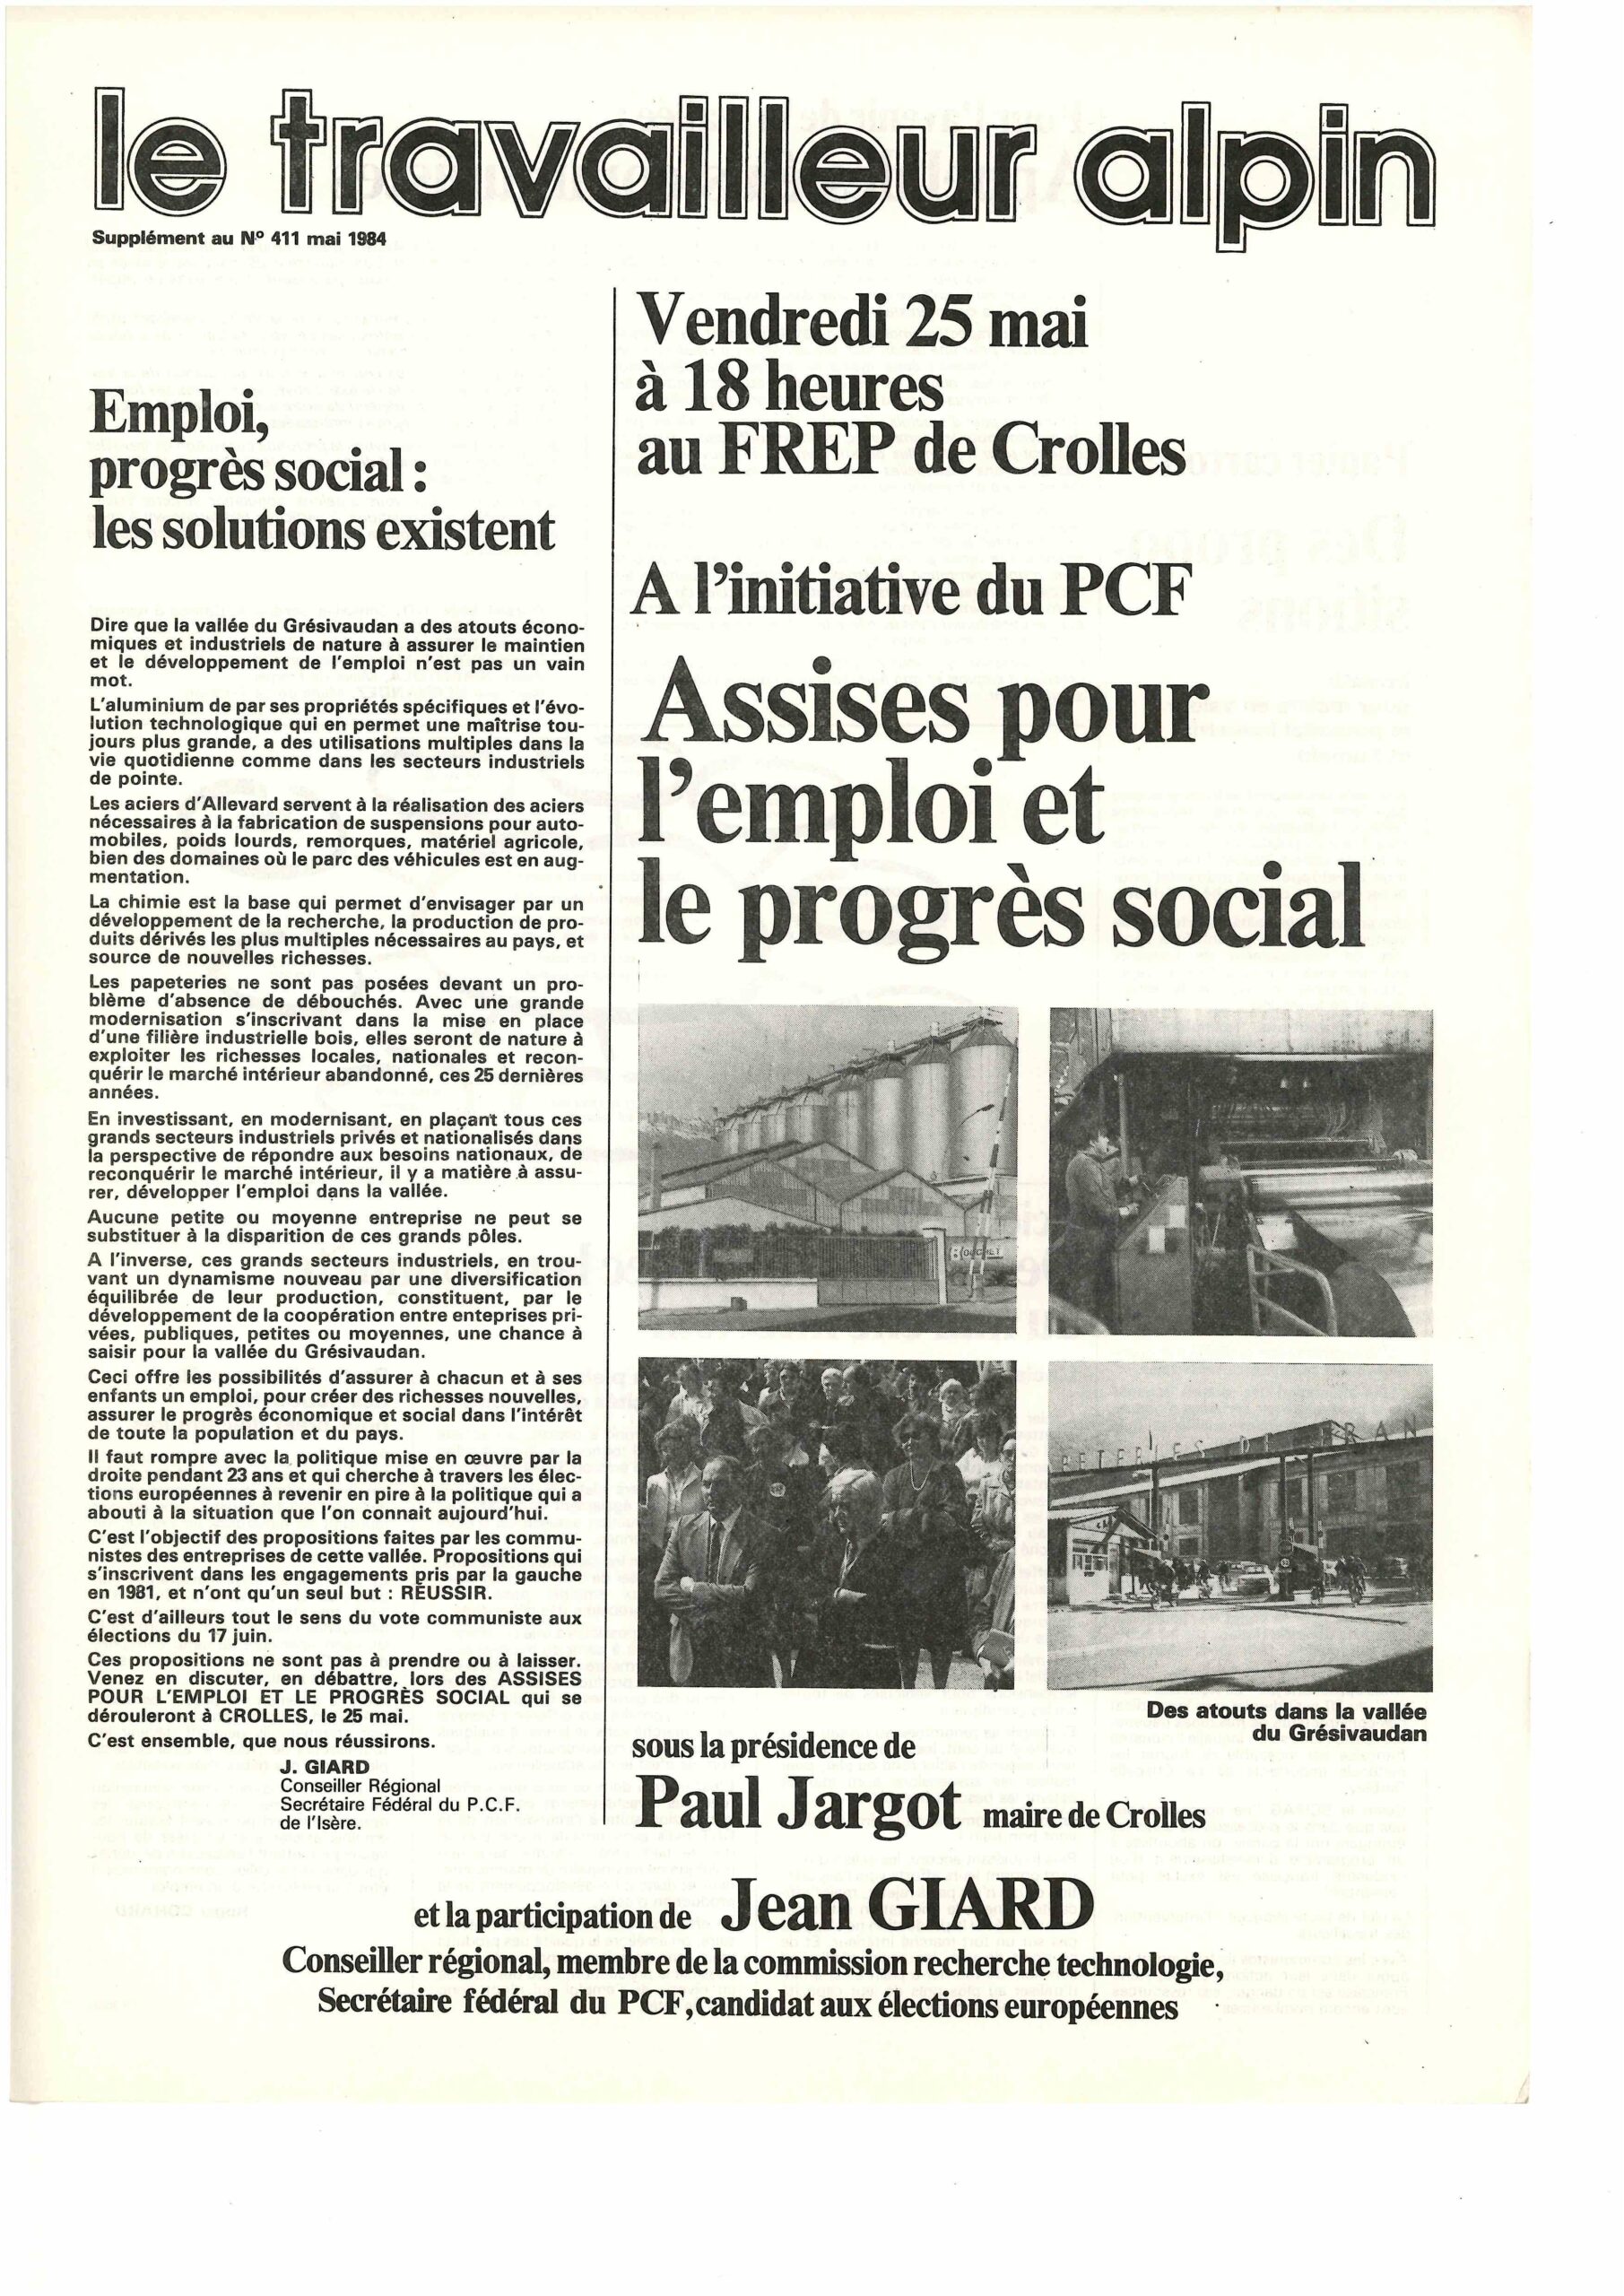 le travailleur alpin
Supplément au Nº 411 mai 1984
Emploi,
progrès social :
les solutions existent
Dire que la vallée du Grésivaudan a des atouts écono-
miques et industriels de nature à assurer le maintien
et le développement de l'emploi n'est pas un vain
mot.
L'aluminium de par ses propriétés spécifiques et l'évo-
lution technologique qui en permet une maîtrise tou-
jours plus grande, a des utilisations multiples dans la
vie quotidienne comme dans les secteurs industriels
de pointe.
Les aciers d'Allevard servent à la réalisation des aciers
nécessaires à la fabrication de suspensions pour auto-
mobiles, poids lourds, remorques, matériel agricole,
bien des domaines où le parc des véhicules est en aug-
mentation.
La chimie est la base qui permet d'envisager par un
développement de la recherche, la production de pro-
duits dérivés les plus multiples nécessaires au pays, et
source de nouvelles richesses.
Les papeteries ne sont pas posées devant un pro-
blème d'absence de débouchés. Avec une grande
modernisation s'inscrivant dans la mise en place
d'une filière industrielle bois, elles seront de nature à
exploiter les richesses locales, nationales et recon-
quérir le marché intérieur abandonné, ces 25 dernières
années.
En investissant, en modernisant, en plaçant tous ces
grands secteurs industriels privés et nationalisés dans
la perspective de répondre aux besoins nationaux, de
reconquérir le marché intérieur, il y a matière à assu-
rer, développer l'emploi dans la vallée.
Aucune petite ou moyenne entreprise ne peut se
substituer à la disparition de ces grands pôles.
A l'inverse, ces grands secteurs industriels, en trou-
vant un dynamisme nouveau par une diversification
équilibrée de leur production, constituent, par le
développement de la coopération entre enteprises pri-
vées, publiques, petites ou moyennes, une chance à
saisir pour la vallée du Grésivaudan.
Ceci offre les possibilités d'assurer à chacun et à ses
enfants un emploi, pour créer des richesses nouvelles,
assurer le progrès économique et social dans l'intérêt
de toute la population et du pays.
Il faut rompre avec la politique mise en œuvre par la
droite pendant 23 ans et qui cherche à travers les élec-
tions européennes à revenir en pire à la politique qui a
abouti à la situation que l'on connait aujourd'hui.
C'est l'objectif des propositions faites par les commu-
nistes des entreprises de cette vallée. Propositions qui
s'inscrivent dans les engagements pris par la gauche
en 1981, et n'ont qu'un seul but : RÉUSSIR.
C'est d'ailleurs tout le sens du vote communiste aux
élections du 17 juin.
Ces propositions ne sont pas à prendre ou à laisser.
Venez en discuter, en débattre, lors des ASSISES
POUR L'EMPLOI ET LE PROGRÈS SOCIAL qui se
dérouleront à CROLLES, le 25 mai.
C'est ensemble, que nous réussirons.
J. GIARD
Conseiller Régional
Secrétaire Fédéral du P.C.F.
de l'Isère.
Vendredi 25 mai
à 18 heures
au FREP de Crolles
A l'initiative du PCF
Assises pour
l'emploi et
le progrès social
Des atouts dans la vallée
du Grésivaudan
sous la présidence de
Paul Jargot maire de Crolles
et la participation de Jean GIARD
Conseiller régional, membre de la commission recherche technologie,
Secrétaire fédéral du PCF, candidat aux élections européennes